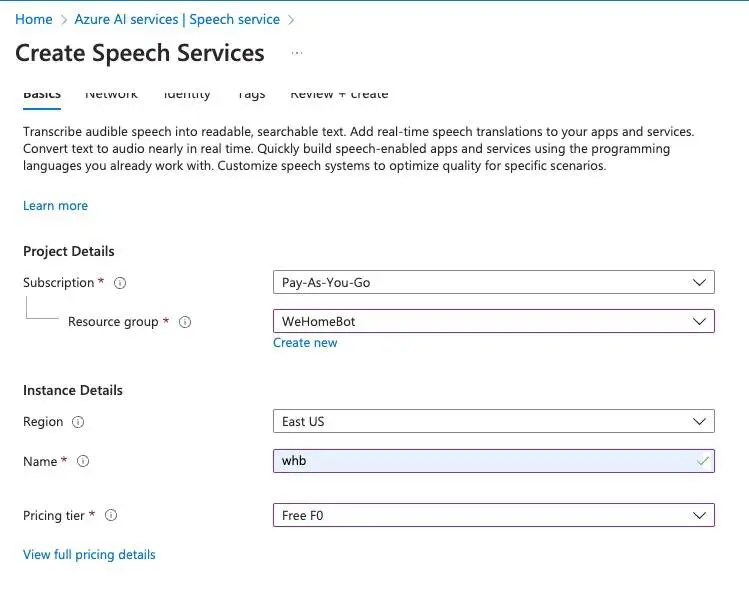 Home > Azure AI services | Speech service >
Create Speech Services ...
Basics Network Identity Tags Review + create
Transcribe audible speech into readable, searchable text. Add real-time speech translations to your apps and services.
Convert text to audio nearly in real time. Quickly build speech-enabled apps and services using the programming
languages you already work with. Customize speech systems to optimize quality for specific scenarios.
Learn more
Project Details
Subscription *
Pay-As-You-Go
Resource group *
WeHomeBot
Create new
Instance Details
Region
East US
Name *
whb
Pricing tier *
Free F0
View full pricing details